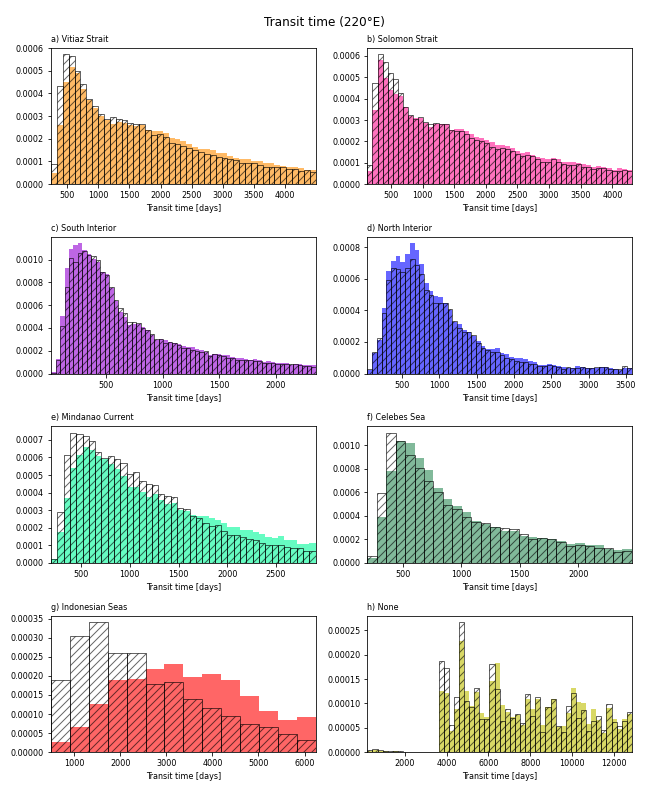 Transit time (220°E)
a) Vitiaz Strait
b) Solomon Strait
0.0006
0.0005
0.0004
0.0003
0.0002
0.0001
0.0000
500 1000 1500 2000 2500 3000 3500 4000
Transit time [days]
0.0006
0.0005
0.0004
0.0003
0.0002
0.0001
0.0000
500 1000 1500 2000 2500 3000 3500 4000
Transit time [days]
c) South Interior
d) North Interior
0.0010
0.0008
0.0006
0.0004
0.0002
0.0000
500 1000 1500 2000
Transit time [days]
0.0008
0.0006
0.0004
0.0002
0.0000
500 1000 1500 2000 2500 3000 3500
Transit time [days]
e) Mindanao Current
f) Celebes Sea
0.0007
0.0006
0.0005
0.0004
0.0003
0.0002
0.0001
0.0000
500 1000 1500 2000 2500
Transit time [days]
0.0010
0.0008
0.0006
0.0004
0.0002
0.0000
500 1000 1500 2000
Transit time [days]
g) Indonesian Seas
h) None
0.00035
0.00030
0.00025
0.00020
0.00015
0.00010
0.00005
0.00000
1000 2000 3000 4000 5000 6000
Transit time [days]
0.00025
0.00020
0.00015
0.00010
0.00005
0.00000
2000 4000 6000 8000 10000 12000
Transit time [days]